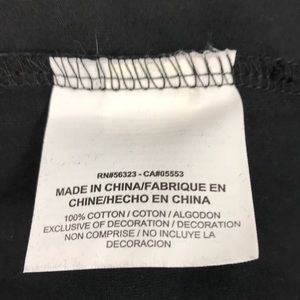 RN#56323 - CA#05553
MADE IN CHINA/FABRIQUE EN
CHINE/HECHO EN CHINA
100% COTTON / COTON / ALGODON
EXCLUSIVE OF DECORATION / DECORATION
NON COMPRISE / NO INCLUYE LA
DECORACION